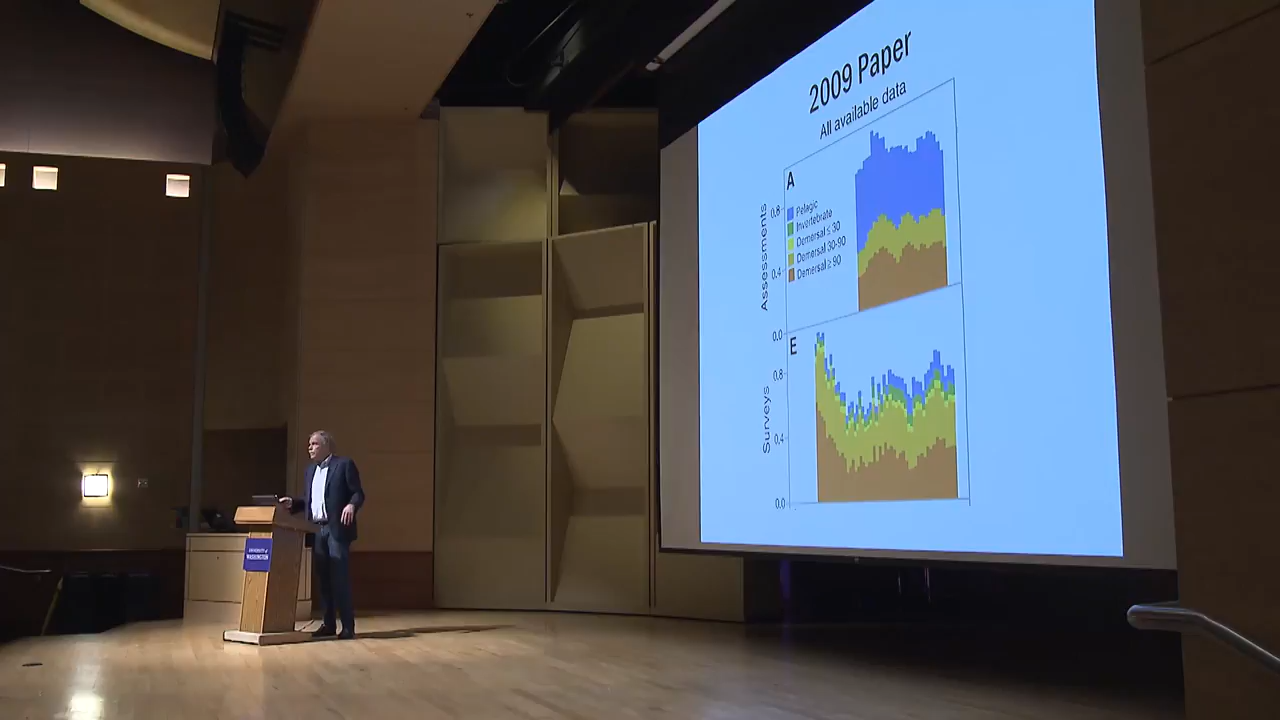 2009 Paper
All available data
A
Assessments
0.8
0.4
0.0
Pelagic
Invertebrate
Demersal ≤ 30
Demersal 30-90
Demersal ≥ 90
E
Surveys
0.8
0.4
0.0
UNIVERSITY of
WASHINGTON